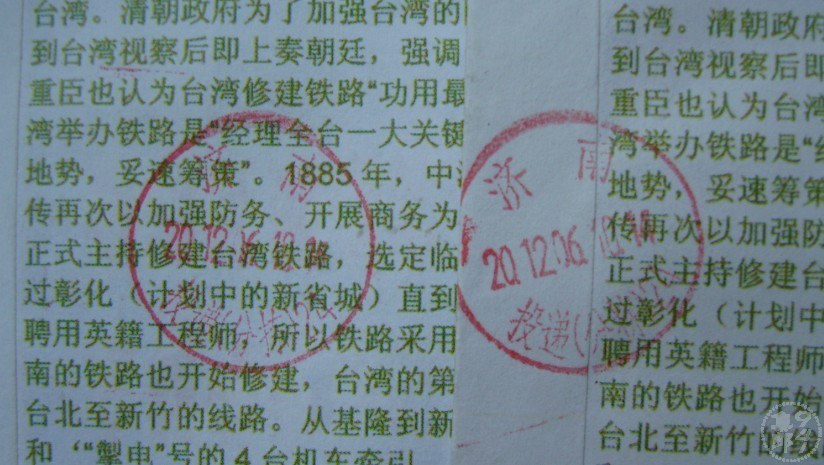 台湾。清朝政府为了加强台湾的
到台湾视察后即上奏朝廷，强调
重臣也认为台湾修建铁路“功用最
湾举办铁路是“经理全台一大关键
地势，妥速筹策”。1885年，中
传再次以加强防务、开展商务为
正式主持修建台湾铁路，选定临
过彰化（计划中的新省城）直到
聘用英籍工程师。所以铁路采用
南的铁路也开始修建，台湾的第
台北至新竹的线路。从基隆到新
和“掣电”号的4台机车牵引
济南
20.12.
投递
台湾。清朝政府
到台湾视察后即
重臣也认为台湾
湾举办铁路是“经
地势，妥速筹策
传再次以加强防
正式主持修建台
过彰化（计划中
聘用英籍工程师
南的铁路也开始
台北至新竹的
济南
20.12.06.
投递